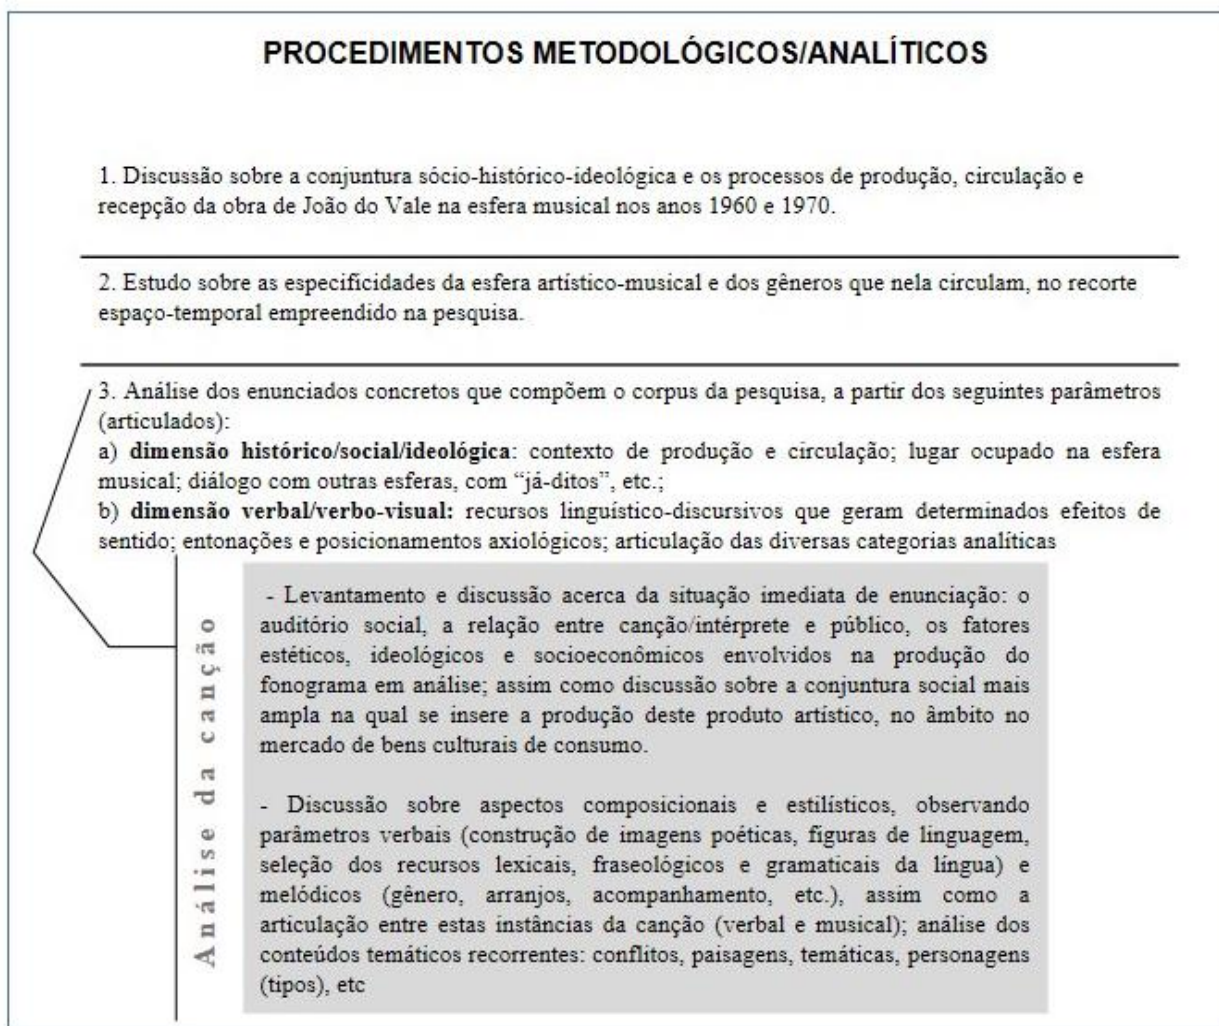 PROCEDIMENTOS METODOLÓGICOS/ANALÍTICOS
1. Discussão sobre a conjuntura sócio-histórico-ideológica e os processos de produção, circulação e
recepção da obra de João do Vale na esfera musical nos anos 1960 e 1970.
2. Estudo sobre as especificidades da esfera artístico-musical e dos gêneros que nela circulam, no recorte
espaço-temporal empreendido na pesquisa.
3. Análise dos enunciados concretos que compõem o corpus da pesquisa, a partir dos seguintes parâmetros
(articulados):
a) dimensão histórico/social/ideológica: contexto de produção e circulação; lugar ocupado na esfera
musical; diálogo com outras esferas, com “já-ditos”, etc.;
b) dimensão verbal/verbo-visual: recursos linguístico-discursivos que geram determinados efeitos de
sentido; entonações e posicionamentos axiológicos; articulação das diversas categorias analíticas
Análise da canção
- Levantamento e discussão acerca da situação imediata de enunciação: o
auditório social, a relação entre canção/intérprete e público, os fatores
estéticos, ideológicos e socioeconômicos envolvidos na produção do
fonograma em análise; assim como discussão sobre a conjuntura social mais
ampla na qual se insere a produção deste produto artístico, no âmbito no
mercado de bens culturais de consumo.
- Discussão sobre aspectos composicionais e estilísticos, observando
parâmetros verbais (construção de imagens poéticas, figuras de linguagem,
seleção dos recursos lexicais, fraseológicos e gramaticais da língua) e
melódicos (gênero, arranjos, acompanhamento, etc.), assim como a
articulação entre estas instâncias da canção (verbal e musical); análise dos
conteúdos temáticos recorrentes: conflitos, paisagens, temáticas, personagens
(tipos), etc